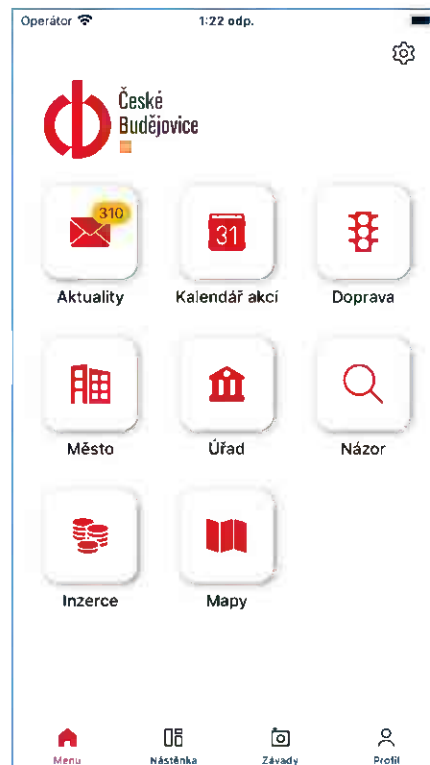 Operátor 1:22 odp.
České
Budějovice
310
31
Aktuality Kalendář akcí Doprava
Město Úřad Názor
Inzerce Mapy
Menu Nástěnka Závady Profil